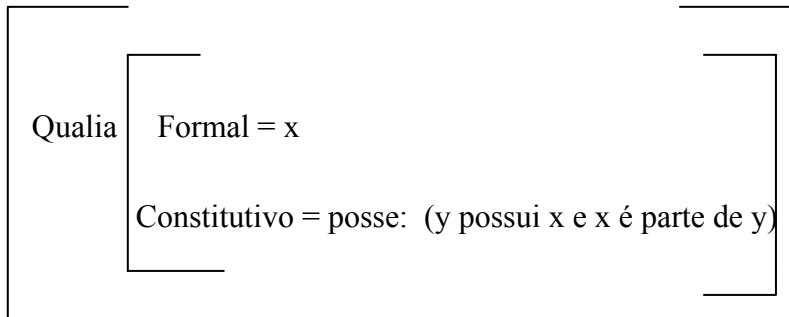 Qualia Formal = x
Constitutivo = posse: (y possui x e x é parte de y)